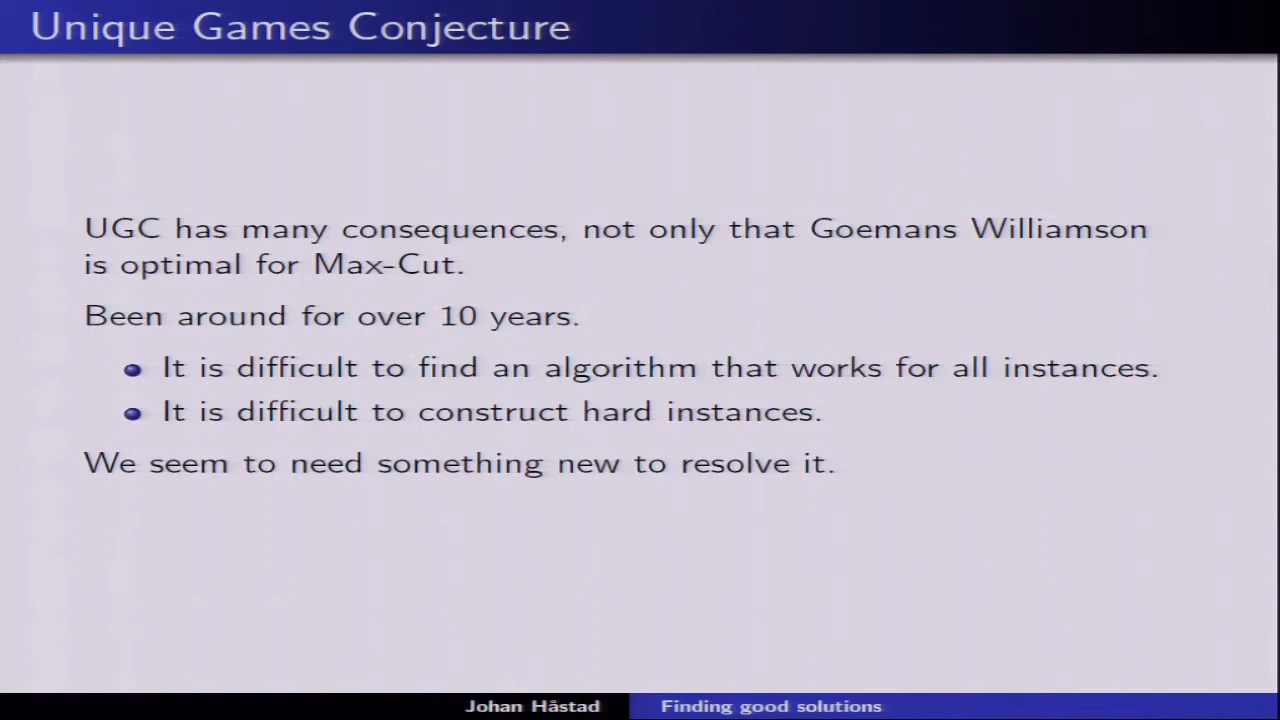 Unique Games Conjecture
UGC has many consequences, not only that Goemans Williamson
is optimal for Max-Cut.
Been around for over 10 years.
It is difficult to find an algorithm that works for all instances.
It is difficult to construct hard instances.
We seem to need something new to resolve it.
Johan Håstad
Finding good solutions